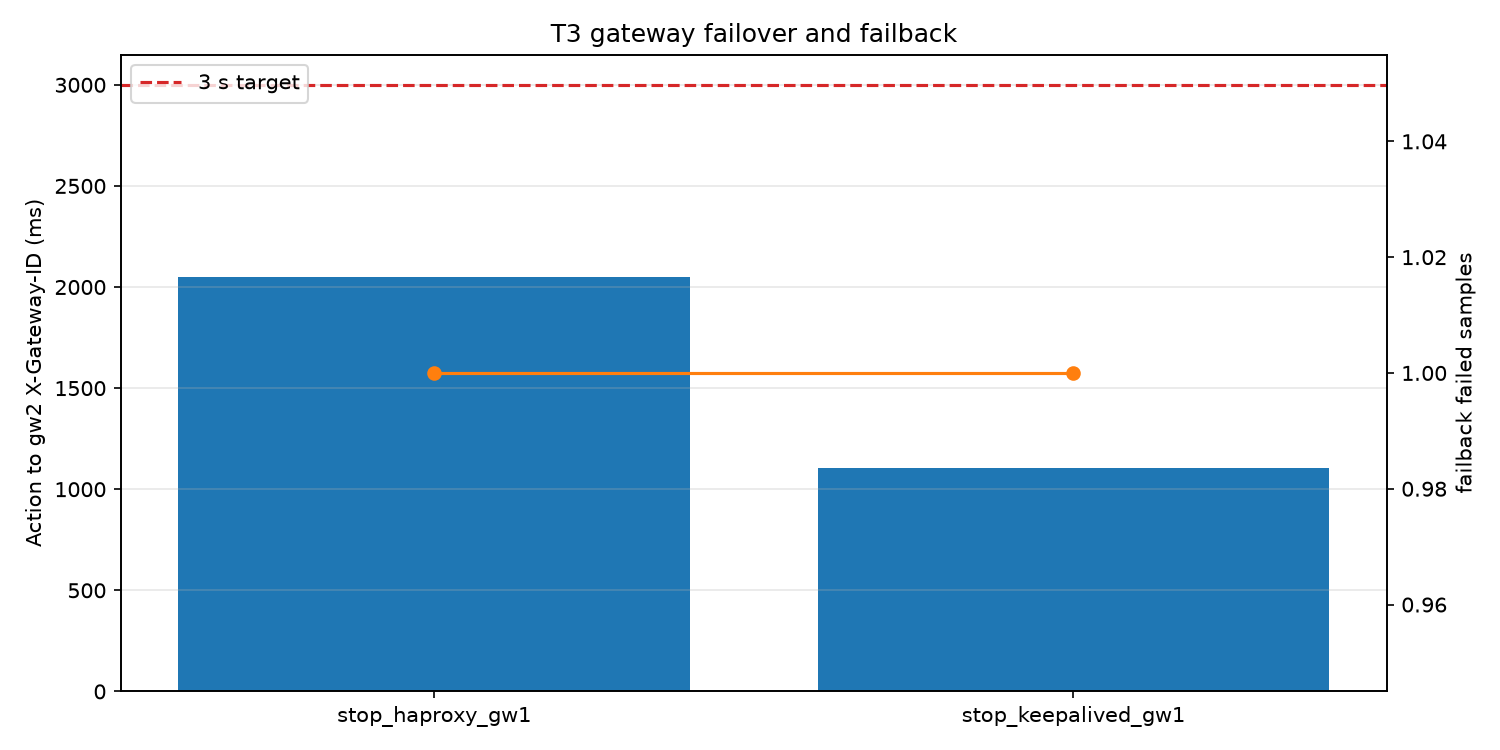 T3 gateway failover and failback
3 s target
Action to gw2 X-Gateway-ID (ms)
3000
2500
2000
1500
1000
500
0
1.04
1.02
1.00
0.98
0.96
failback failed samples
stop_haproxy_gw1
stop_keepalived_gw1